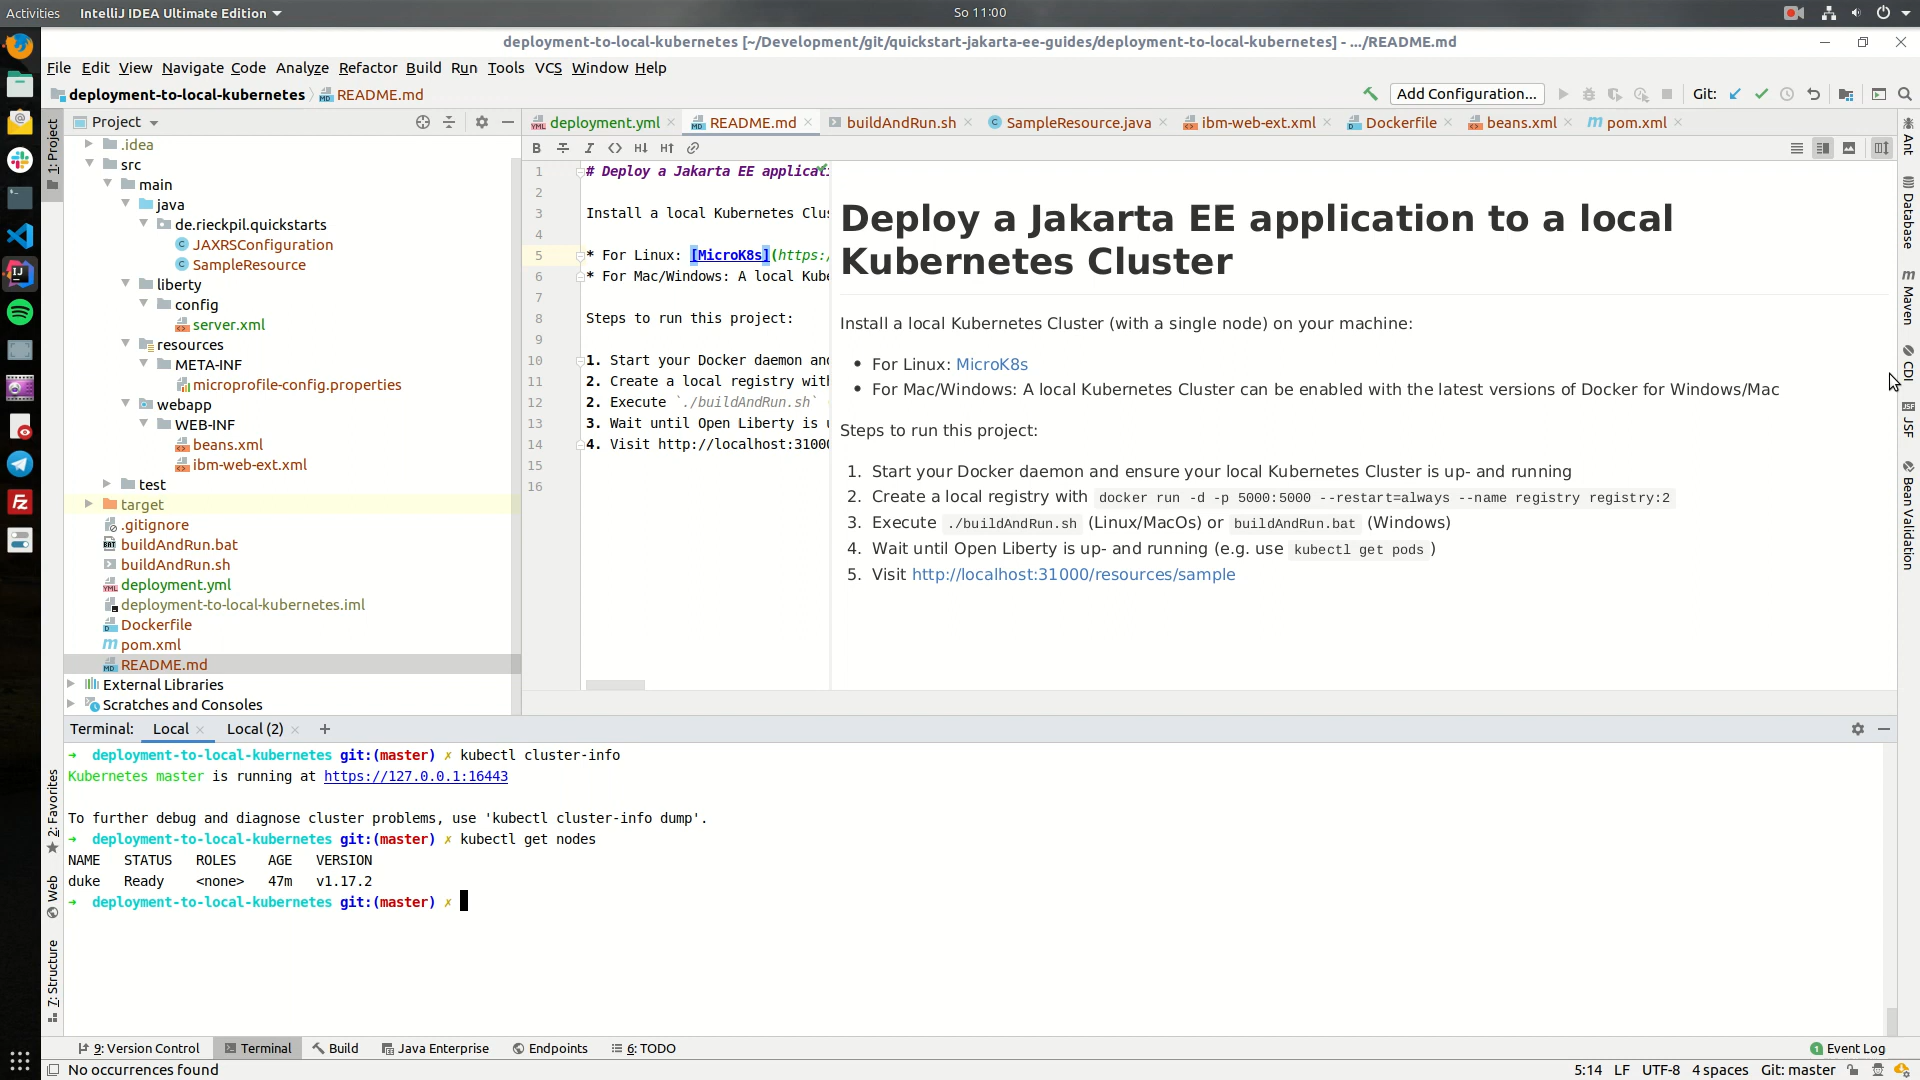 Activities IntelliJ IDEA Ultimate Edition So 11:00
deployment-to-local-kubernetes [~/Development/git/quickstart-jakarta-ee-guides/deployment-to-local-kubernetes] - .../README.md
File Edit View Navigate Code Analyze Refactor Build Run Tools VCS Window Help
deployment-to-local-kubernetes README.md Add Configuration... Git:
1: Project
Project
.idea
src
main
java
de.rieckpil.quickstarts
JAXRSConfiguration
SampleResource
liberty
config
server.xml
resources
META-INF
microprofile-config.properties
webapp
WEB-INF
beans.xml
ibm-web-ext.xml
test
target
.gitignore
buildAndRun.bat
buildAndRun.sh
deployment.yml
deployment-to-local-kubernetes.iml
Dockerfile
pom.xml
README.md
External Libraries
Scratches and Consoles
deployment.yml README.md buildAndRun.sh SampleResource.java ibm-web-ext.xml Dockerfile beans.xml pom.xml
B I <> H↓ H↑
1 # Deploy a Jakarta EE applicat
2
3 Install a local Kubernetes Clus
4
5 * For Linux: [MicroK8s](https:/
6 * For Mac/Windows: A local Kube
7
8 Steps to run this project:
9
10 1. Start your Docker daemon and
11 2. Create a local registry with
12 2. Execute `./buildAndRun.sh`
13 3. Wait until Open Liberty is u
14 4. Visit http://localhost:31000
15
16
Deploy a Jakarta EE application to a local
Kubernetes Cluster
Install a local Kubernetes Cluster (with a single node) on your machine:
• For Linux: MicroK8s
• For Mac/Windows: A local Kubernetes Cluster can be enabled with the latest versions of Docker for Windows/Mac
Steps to run this project:
1. Start your Docker daemon and ensure your local Kubernetes Cluster is up- and running
2. Create a local registry with docker run -d -p 5000:5000 --restart=always --name registry registry:2
3. Execute ./buildAndRun.sh (Linux/MacOs) or buildAndRun.bat (Windows)
4. Wait until Open Liberty is up- and running (e.g. use kubectl get pods )
5. Visit http://localhost:31000/resources/sample
Ant
Database
Maven
CDI
JSF
Bean Validation
Terminal: Local Local (2) +
→ deployment-to-local-kubernetes git:(master) ✗ kubectl cluster-info
Kubernetes master is running at https://127.0.0.1:16443
To further debug and diagnose cluster problems, use 'kubectl cluster-info dump'.
→ deployment-to-local-kubernetes git:(master) ✗ kubectl get nodes
NAME STATUS ROLES AGE VERSION
duke Ready <none> 47m v1.17.2
→ deployment-to-local-kubernetes git:(master) ✗
2: Favorites
Web
7: Structure
9: Version Control Terminal Build Java Enterprise Endpoints 6: TODO 1 Event Log
No occurrences found 5:14 LF UTF-8 4 spaces Git: master